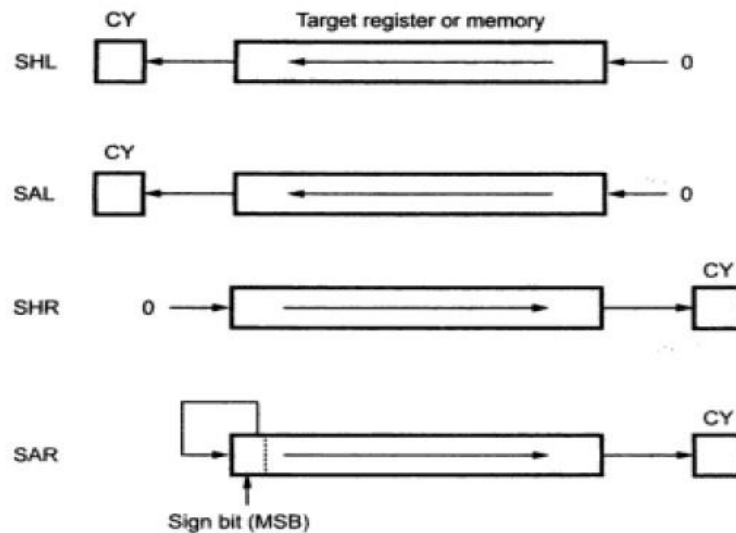 CY Target register or memory
SHL 0
CY
SAL 0
CY
SHR 0
CY
SAR
Sign bit (MSB)